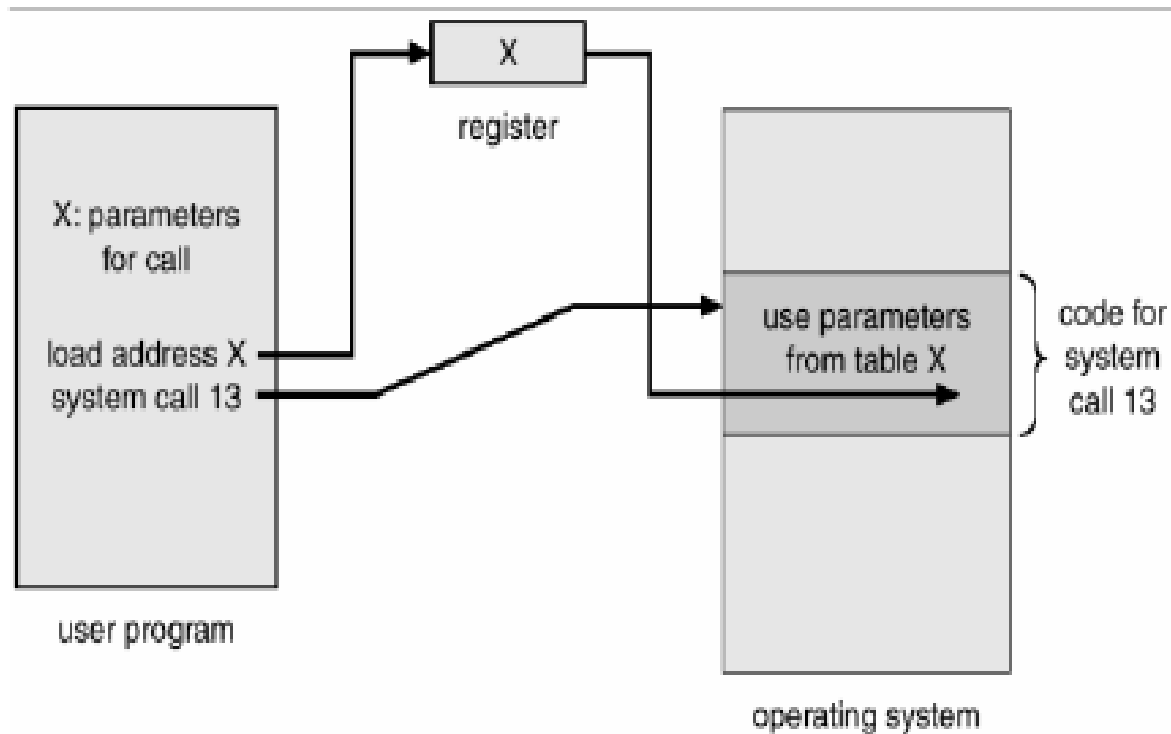 X
register
X: parameters
for call
load address X
system call 13
user program
use parameters
from table X
code for
system
call 13
operating system